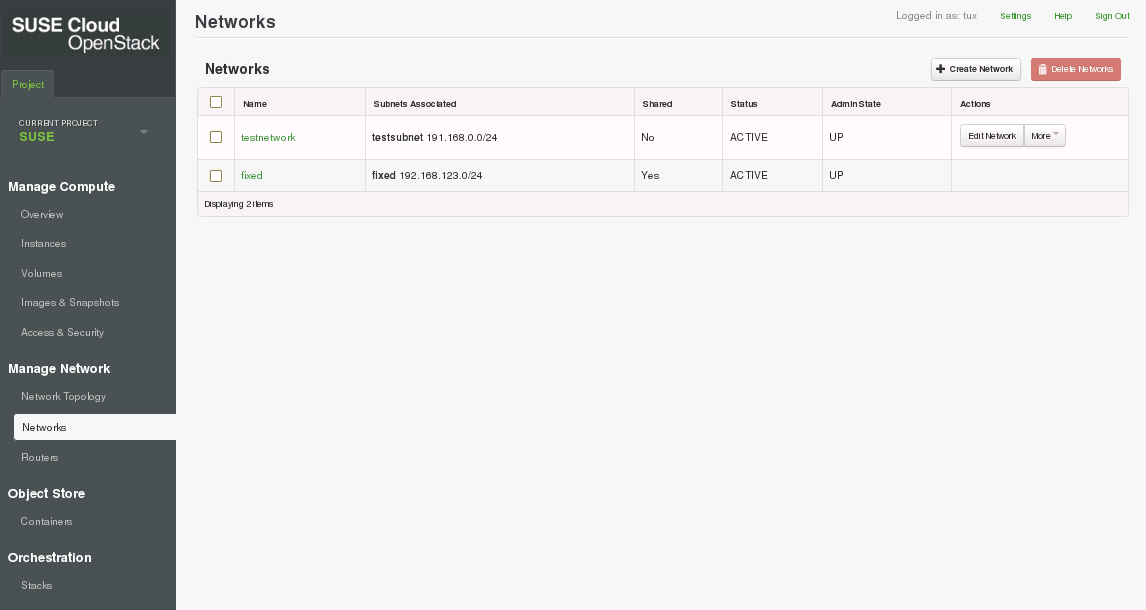 SUSE Cloud
OpenStack
Project
CURRENT PROJECT
SUSE
Manage Compute
Overview
Instances
Volumes
Images & Snapshots
Access & Security
Manage Network
Network Topology
Networks
Routers
Object Store
Containers
Orchestration
Stacks
Networks
Logged in as: tux Settings Help Sign Out
Networks
Create Network Delete Networks
Name Subnets Associated Shared Status Admin State Actions
testnetwork testsubnet 191.168.0.0/24 No ACTIVE UP Edit Network More
fixed fixed 192.168.123.0/24 Yes ACTIVE UP
Displaying 2 items